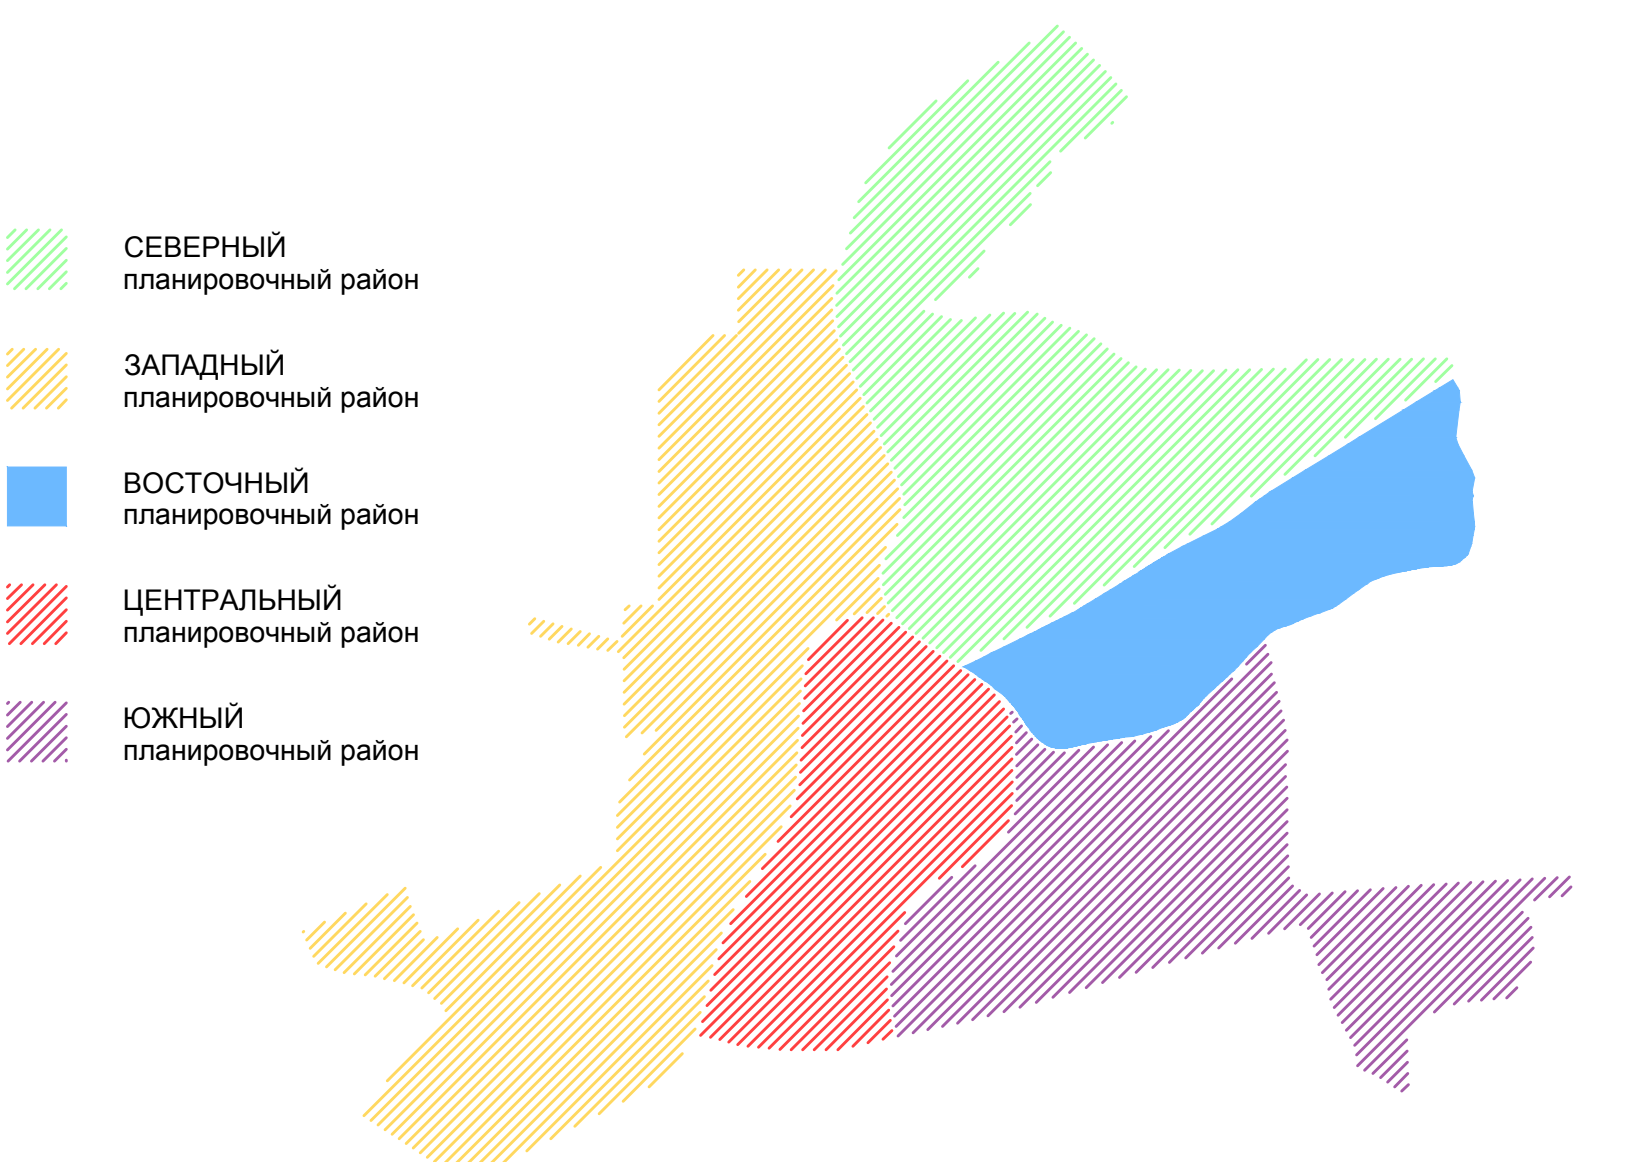 СЕВЕРНЫЙ
планировочный район
ЗАПАДНЫЙ
планировочный район
ВОСТОЧНЫЙ
планировочный район
ЦЕНТРАЛЬНЫЙ
планировочный район
ЮЖНЫЙ
планировочный район